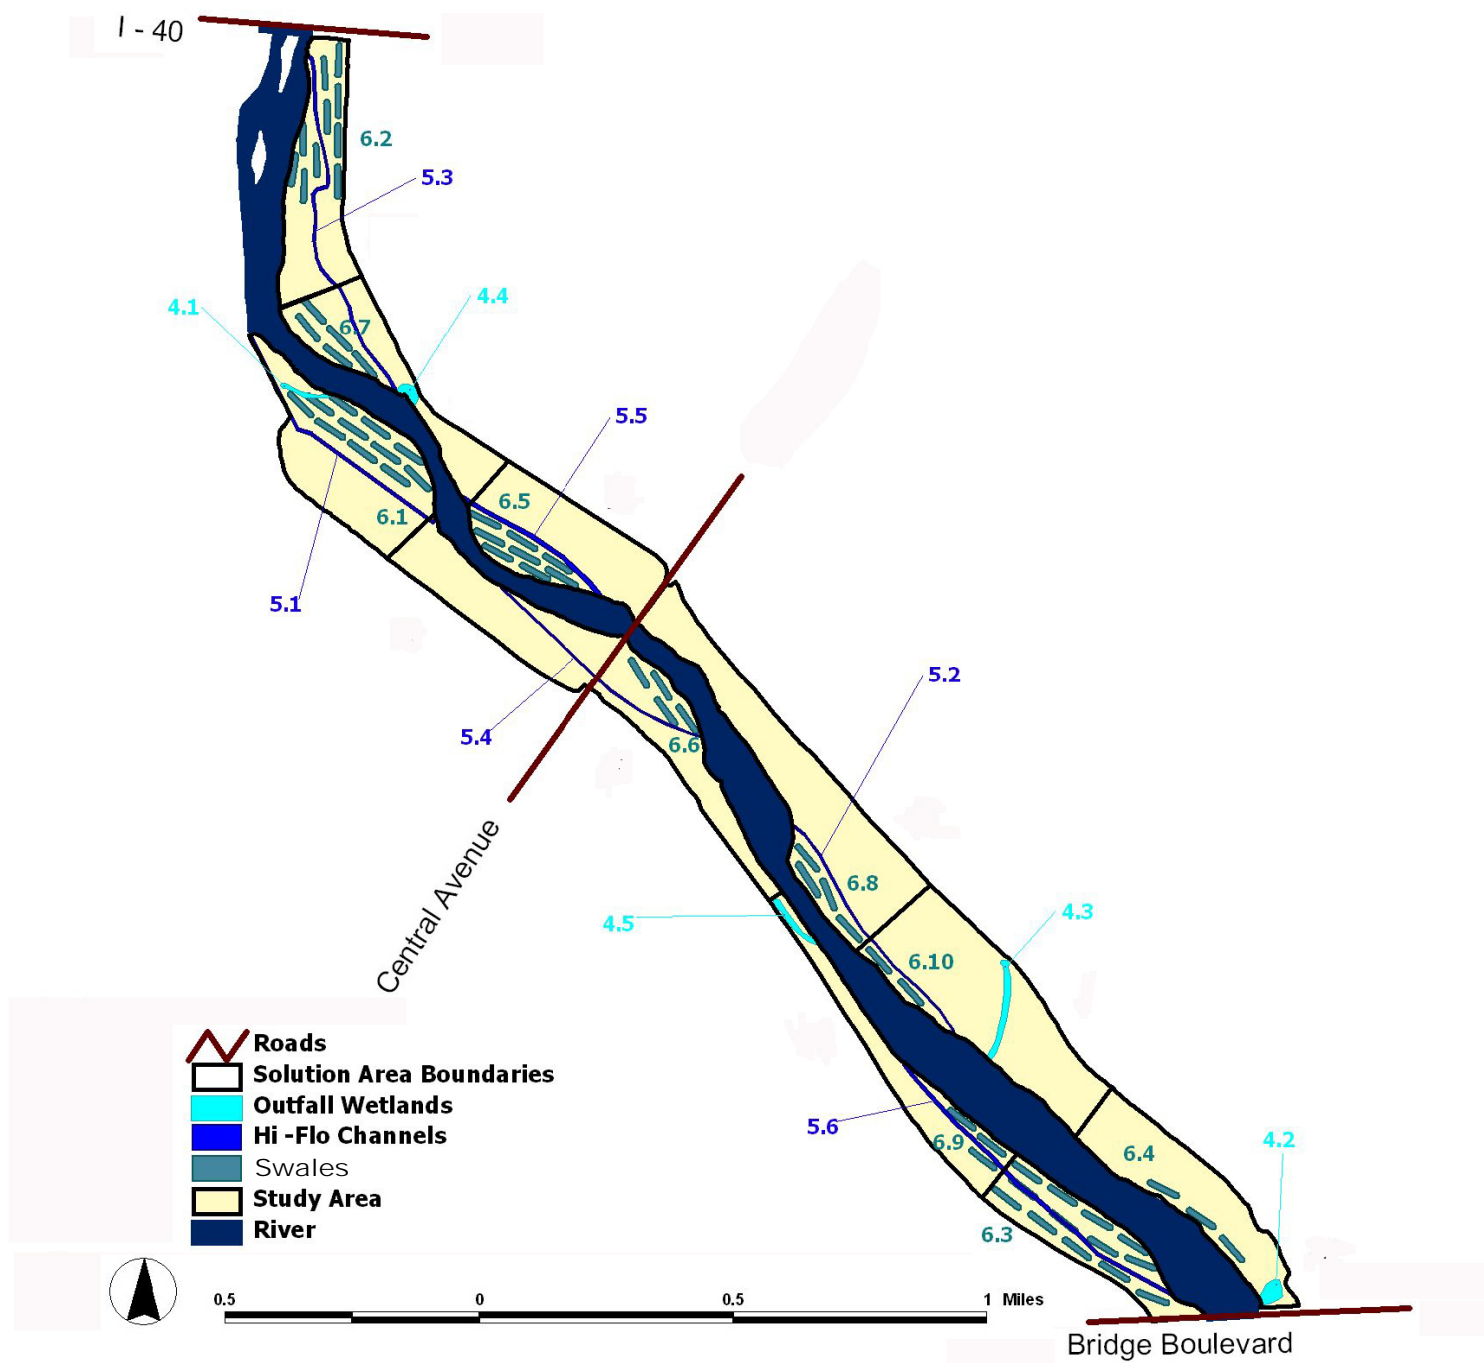 I - 40
6.2
5.3
4.1
4.4
6.7
5.5
6.5
6.1
5.1
5.2
5.4
6.6
Central Avenue
6.8
4.5
4.3
6.10
5.6
6.9
6.4
4.2
6.3
Roads
Solution Area Boundaries
Outfall Wetlands
Hi -Flo Channels
Swales
Study Area
River
0.5 0 0.5 1 Miles
Bridge Boulevard